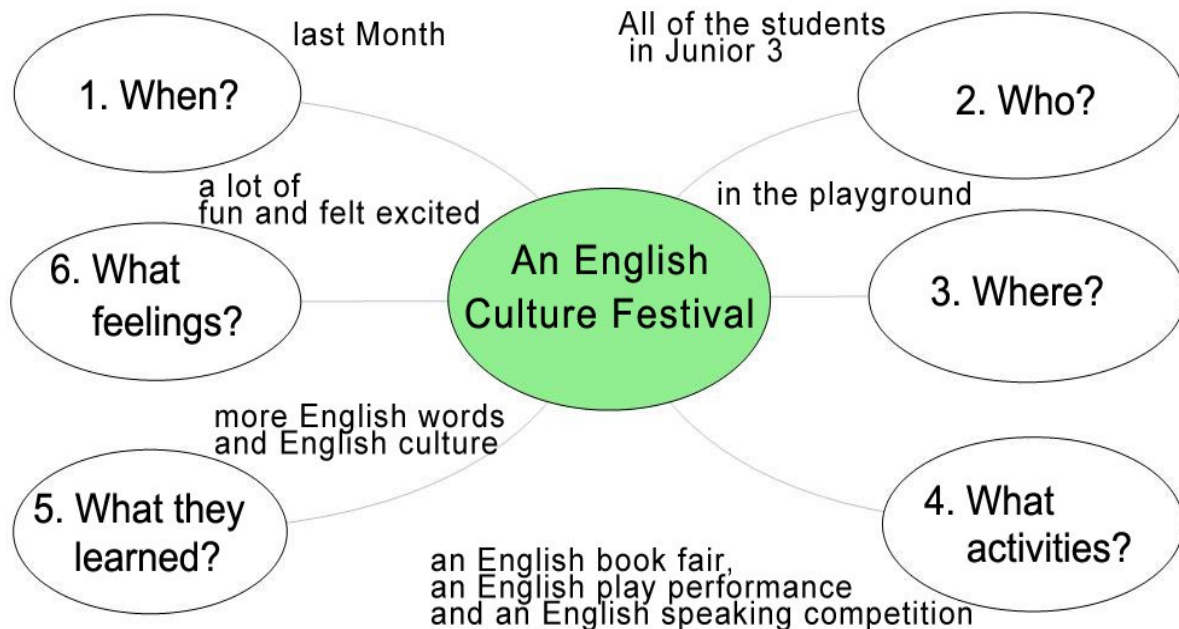 An English
Culture Festival
1. When?
last Month
2. Who?
All of the students
in Junior 3
3. Where?
in the playground
4. What
activities?
an English book fair,
an English play performance
and an English speaking competition
5. What they
learned?
more English words
and English culture
6. What
feelings?
a lot of
fun and felt excited